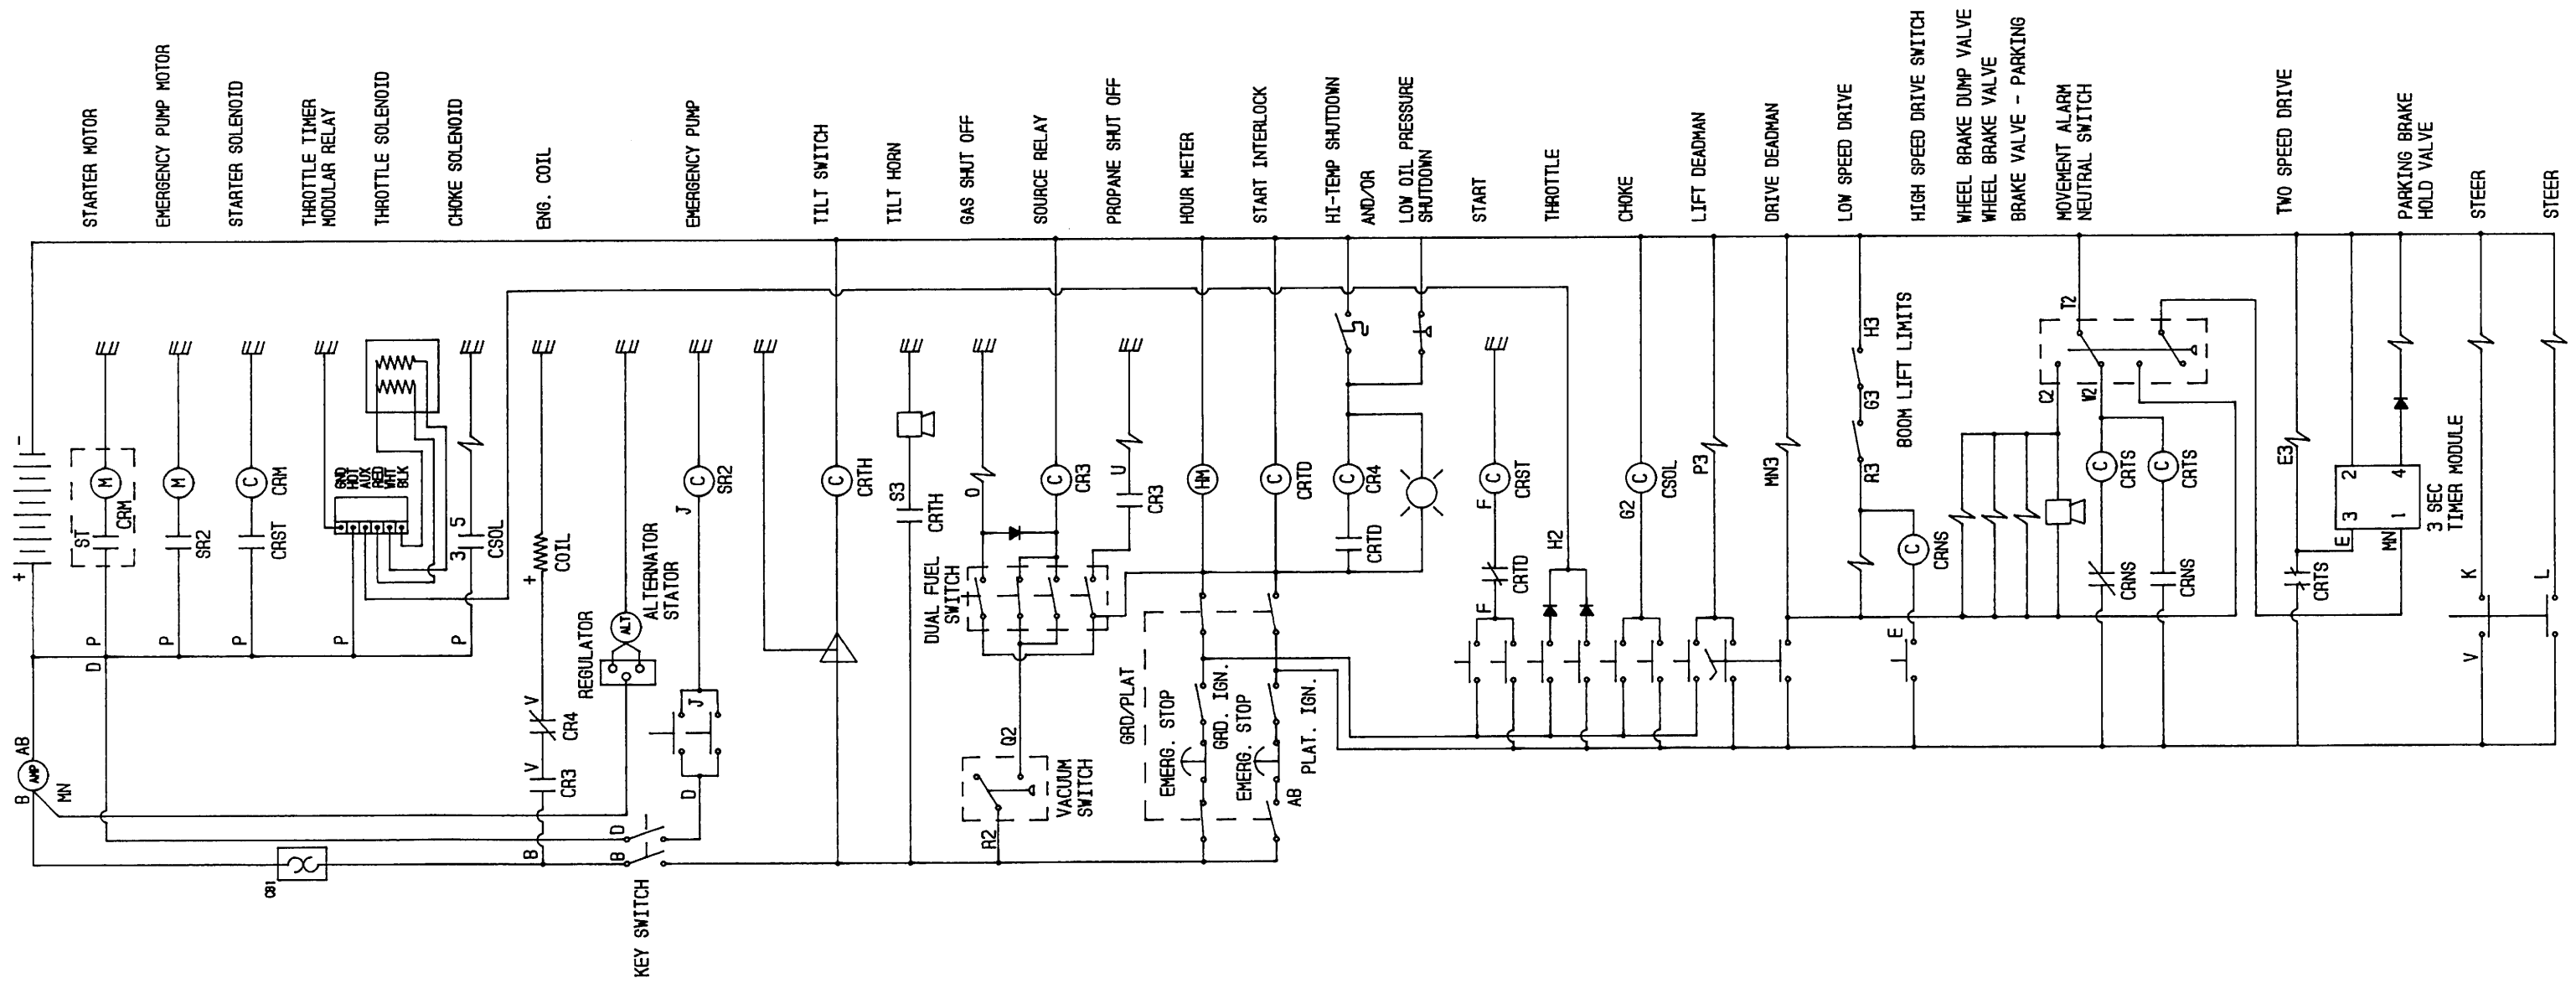 STARTER MOTOR
EMERGENCY PUMP MOTOR
STARTER SOLENOID
THROTTLE TIMER
MODULAR RELAY
THROTTLE SOLENOID
CHOKE SOLENOID
ENG. COIL
EMERGENCY PUMP
TILT SWITCH
TILT HORN
GAS SHUT OFF
SOURCE RELAY
PROPANE SHUT OFF
HOUR METER
START INTERLOCK
HI-TEMP SHUTDOWN
AND/OR
LOW OIL PRESSURE
SHUTDOWN
START
THROTTLE
CHOKE
LIFT DEADMAN
DRIVE DEADMAN
LOW SPEED DRIVE
HIGH SPEED DRIVE SWITCH
WHEEL BRAKE DUMP VALVE
WHEEL BRAKE VALVE
BRAKE VALVE - PARKING
MOVEMENT ALARM
NEUTRAL SWITCH
TWO SPEED DRIVE
PARKING BRAKE
HOLD VALVE
STEER
STEER
+
-
AMP
AB
B
MN
CB1
D
P
ST
M
CRM
P
M
SR2
P
C
CRM
CRST
P
GND
HOT
AUX
RED
WHT
BLK
P
3
5
CSOL
B
V
V
CR3
CR4
+
COIL
REGULATOR
ALT
ALTERNATOR
STATOR
KEY SWITCH
B
D
D
J
J
C
SR2
C
CRTH
S3
CRTH
DUAL FUEL
SWITCH
O
C
CR3
U
CR3
R2
Q2
VACUUM
SWITCH
GRD/PLAT
EMERG. STOP
GRD. IGN.
EMERG. STOP
PLAT. IGN.
AB
HM
C
CRTD
C
CR4
CRTD
F
F
C
CRST
CRTD
H2
G2
C
CSOL
P3
MN3
R3
G3
H3
BOOM LIFT LIMITS
E
C
CRNS
C2
W2
T2
C
CRTS
CRNS
C
CRTS
CRNS
E3
CRTS
E
MN
3
2
1
4
3 SEC
TIMER MODULE
V
K
L